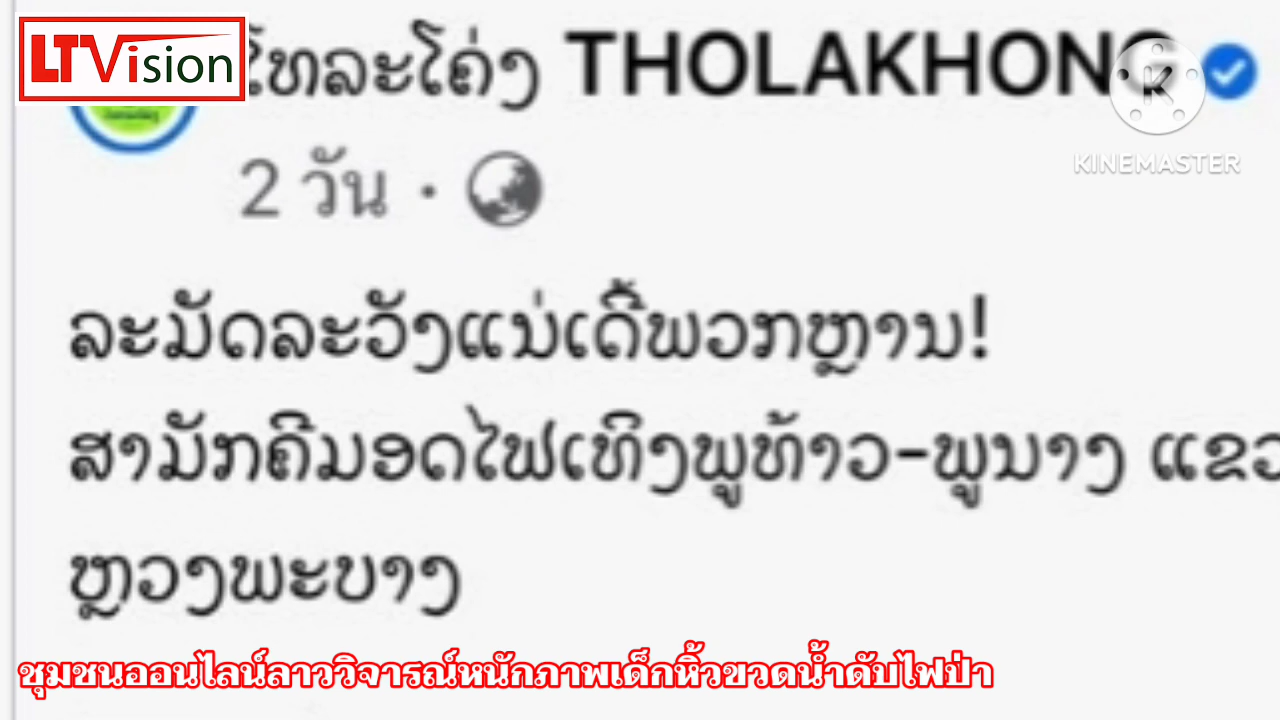 LTVision
ໂທລະໂຄ່ງ THOLAKHONG
2 วัน ·
KINEMASTER
ລະມັດລະວັງແນ່ເດີ້ພວກຫຼານ!
ສາມັກຄີມອດໄຟເທິງພູທ້າວ-ພູນາງ ແຂວ
ຫຼວງພະບາງ
ชุมชนออนไลน์ลาววิจารณ์หนักภาพเด็กหิ้วขวดน้ำดับไฟป่า